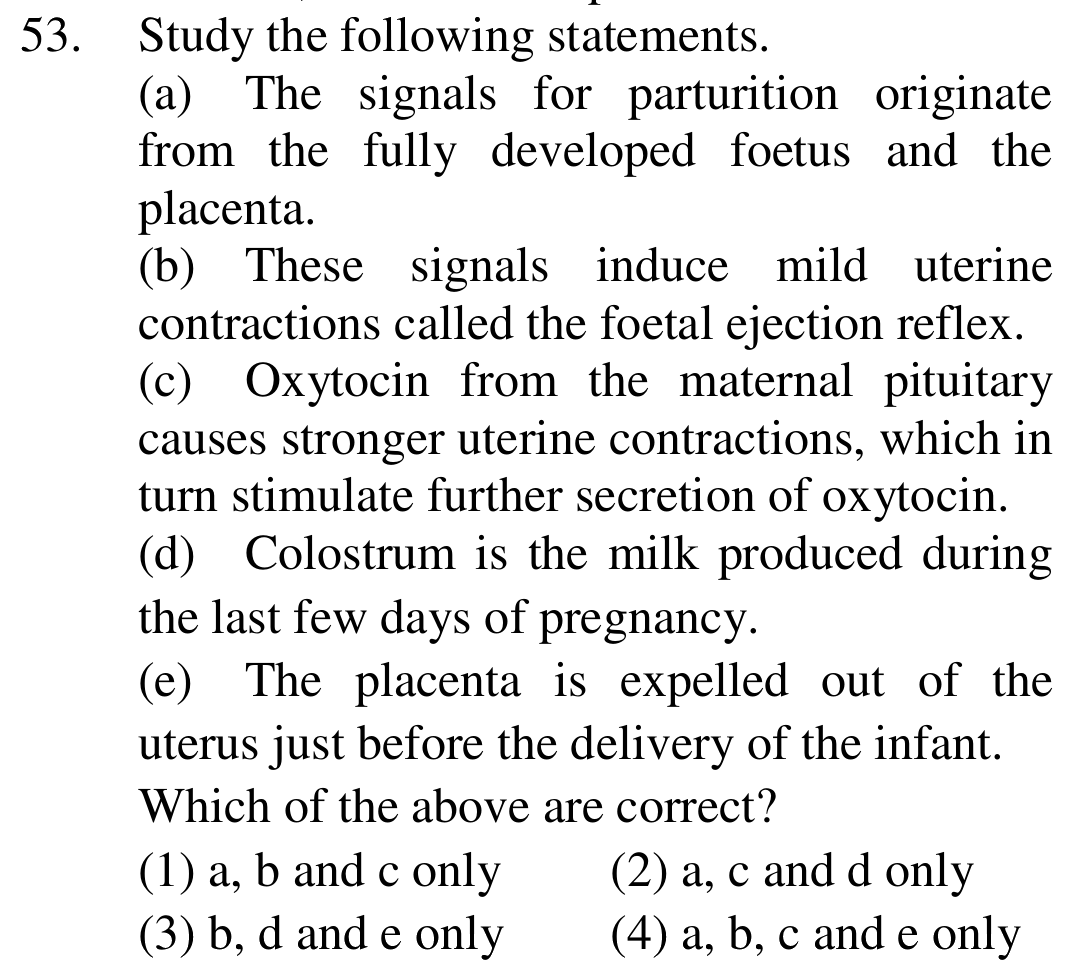 53. Study the following statements.
(a) The signals for parturition originate
from the fully developed foetus and the
placenta.
(b) These signals induce mild uterine
contractions called the foetal ejection reflex.
(c) Oxytocin from the maternal pituitary
causes stronger uterine contractions, which in
turn stimulate further secretion of oxytocin.
(d) Colostrum is the milk produced during
the last few days of pregnancy.
(e) The placenta is expelled out of the
uterus just before the delivery of the infant.
Which of the above are correct?
(1) a, b and c only (2) a, c and d only
(3) b, d and e only (4) a, b, c and e only